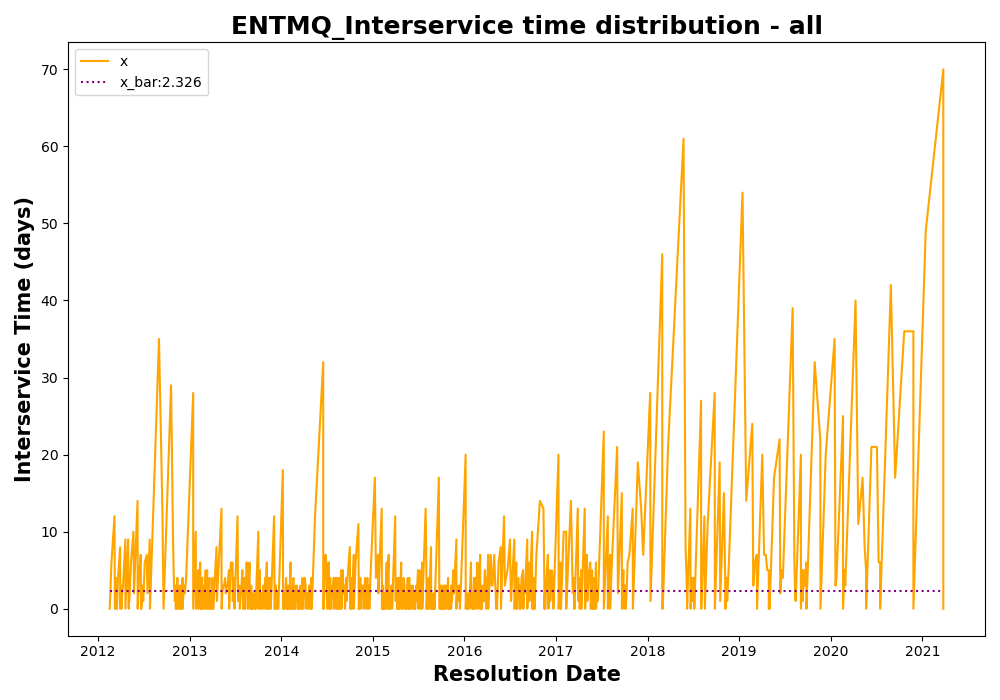 ENTMQ_Interservice time distribution - all
x
x_bar:2.326
Interservice Time (days)
70
60
50
40
30
20
10
0
2012 2013 2014 2015 2016 2017 2018 2019 2020 2021
Resolution Date